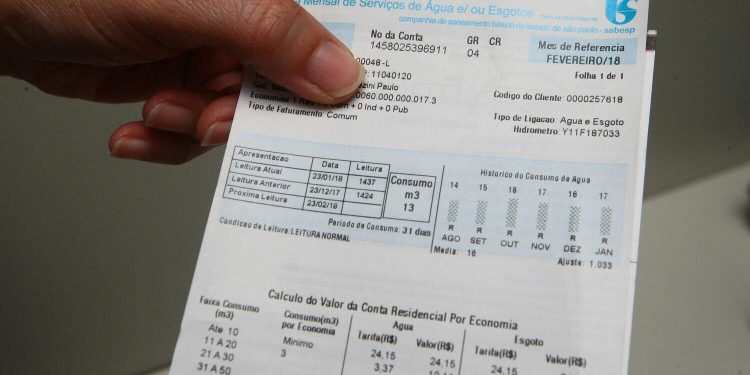 Mensal de Serviços de Água e/ ou Esgotos
companhia de saneamento básico do estado de são paulo - sabesp
sabesp
No da Conta GR CR
1458025396911 04
Mes de Referencia
FEVEREIRO/18
Folha 1 de 1
00048-L
: 11040120
Codigo do Cliente 0000257618
Paulo
0060.000.000.017.3
Economias + 0 Ind + 0 Pub
Tipo de Faturamento Comum
Tipo de Ligacao: Agua e Esgoto
Hidrometro: Y11F187033
Apresentacao Data Leitura
Leitura Atual 23/01/18 1437
Leitura Anterior 23/12/17 1424
Proxima Leitura 23/02/18
Consumo
m3
13
Periodo de Consumo: 31 dias
Condicao de Leitura:LEITURA NORMAL
Historico do Consumo de Agua
14 15 18 17 16 17
R R R R R R
AGO SET OUT NOV DEZ JAN
Media: 16 Ajuste: 1.033
Calculo do Valor da Conta Residencial Por Economia
Faixa Consumo
(m3)
Consumo(m3)
por Economia
Agua
Tarifa(R$) Valor(R$)
Esgoto
Tarifa(R$) Valor(R$)
Ate 10 Minimo 24,15 24,15 24,15
11 A 20 3 3,37
21 A 30
31 A 50